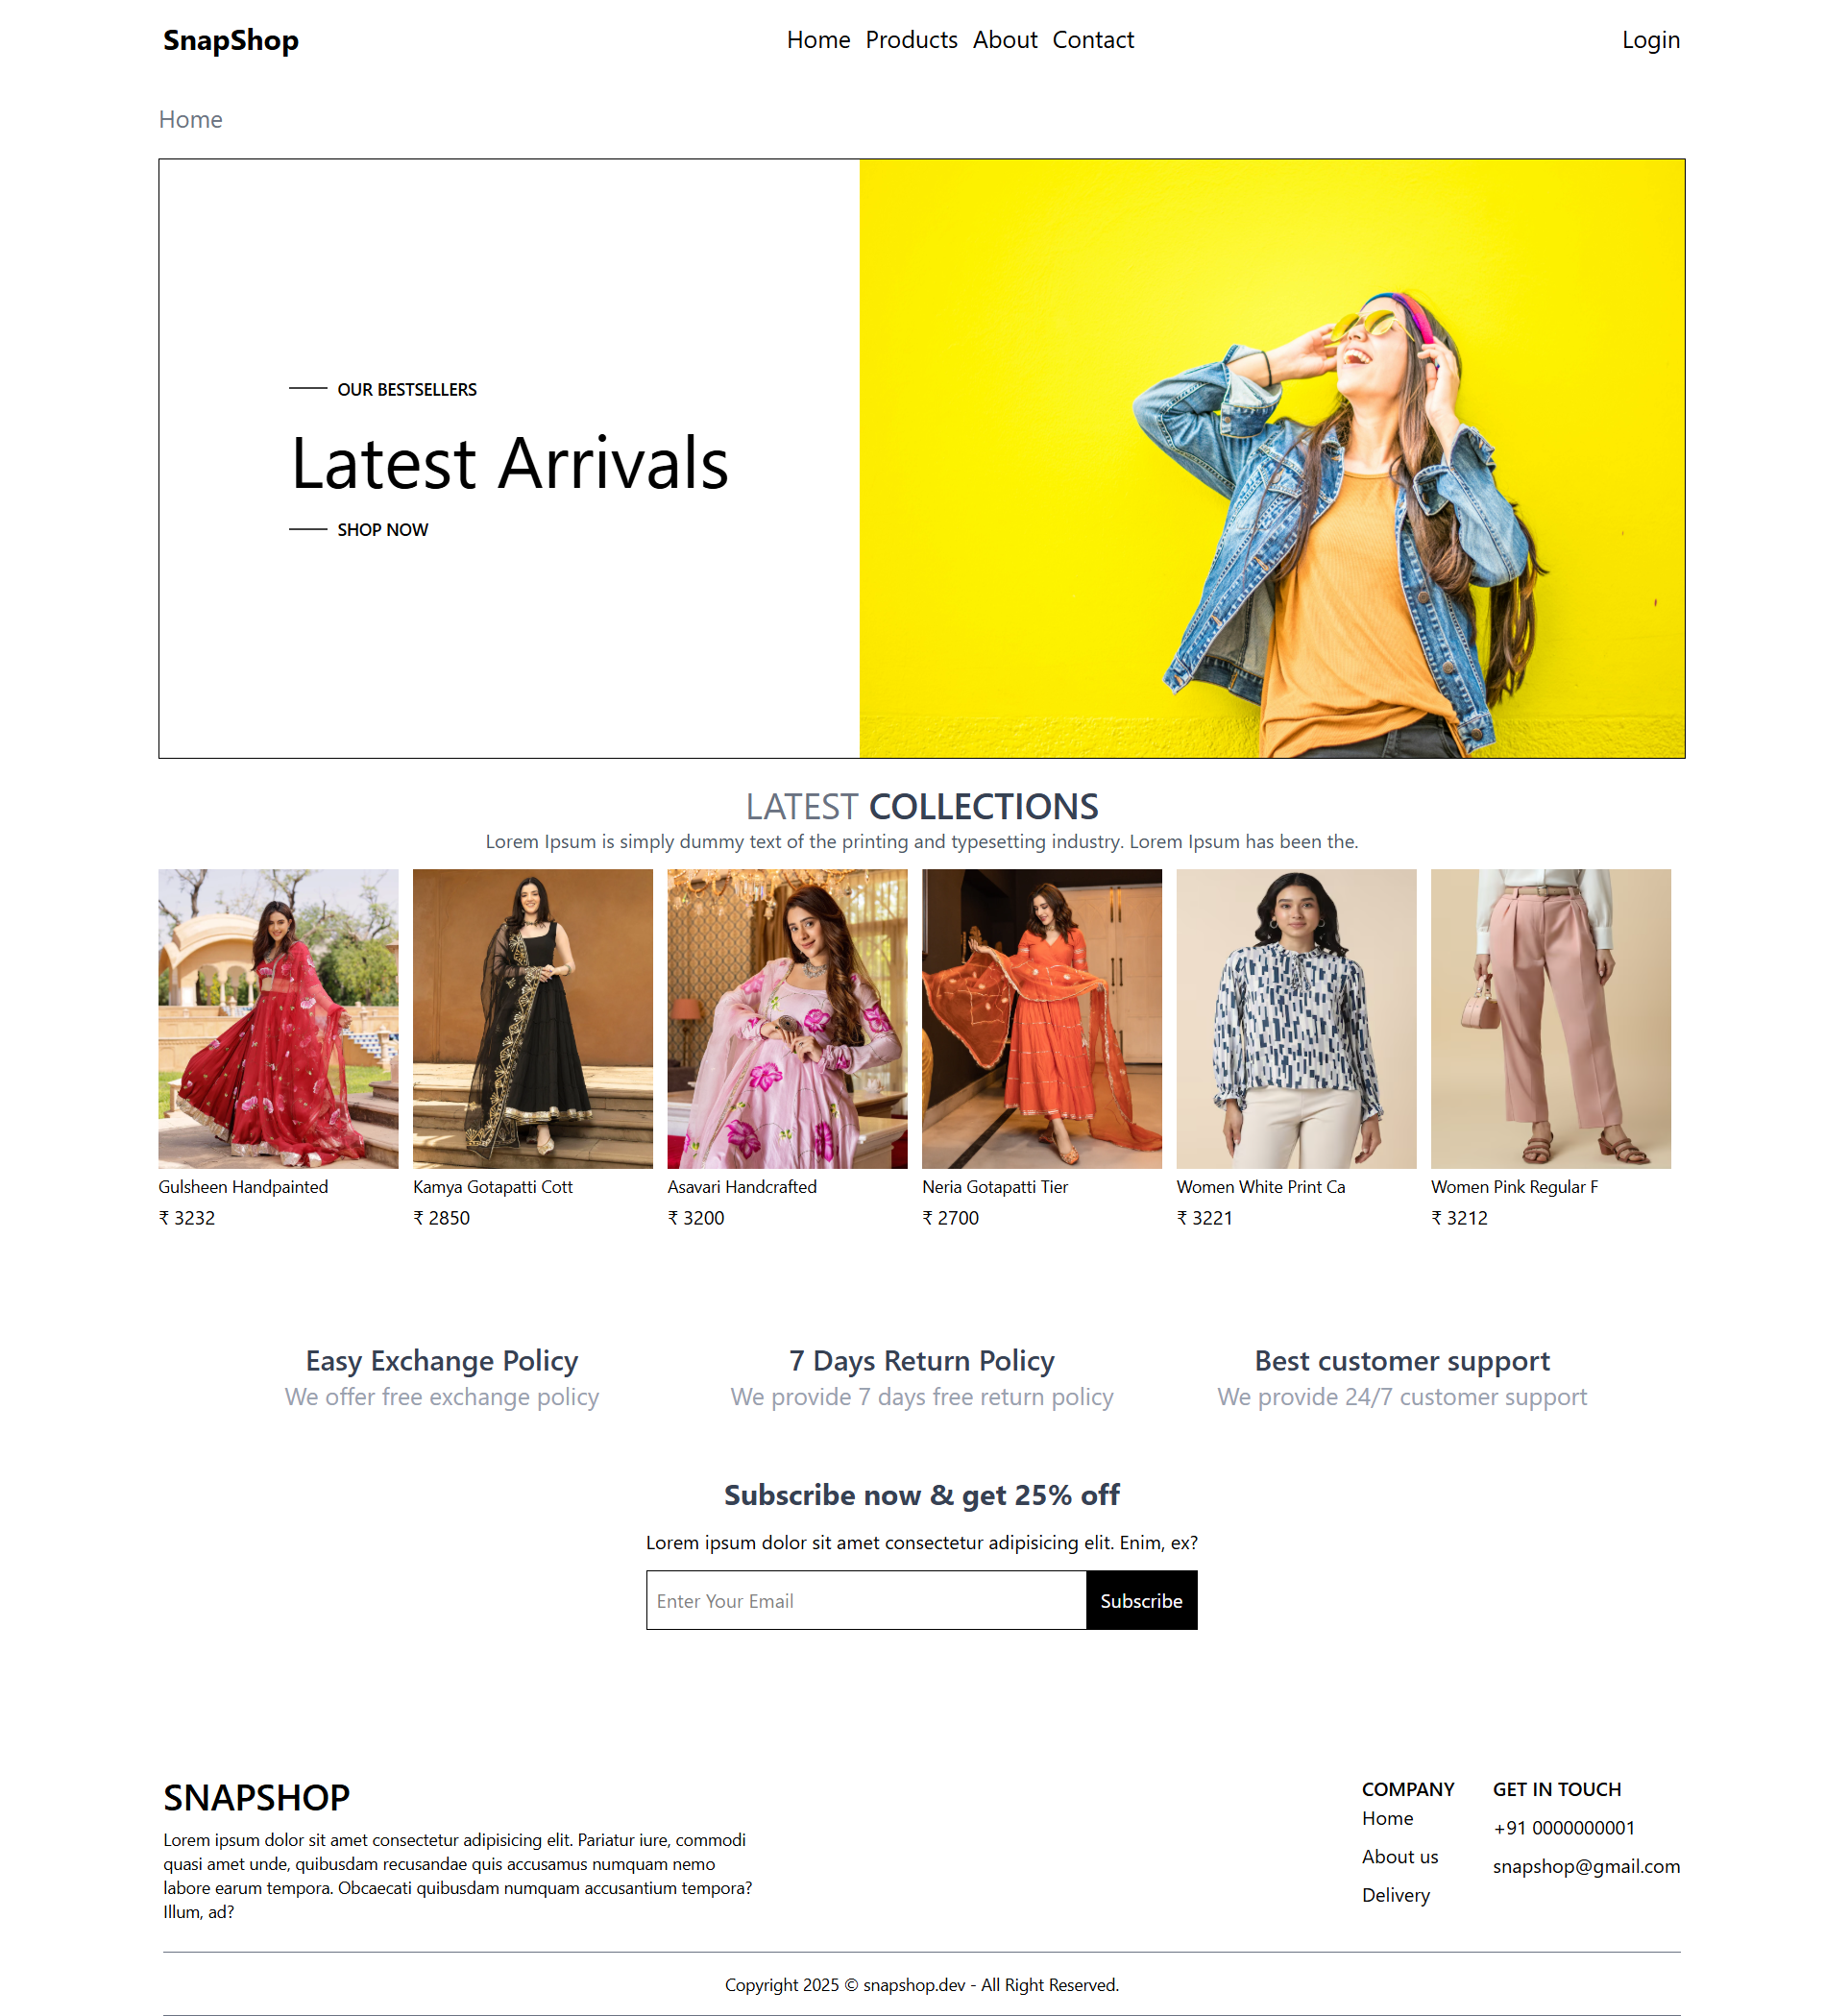 SnapShop
Home Products About Contact
Login
Home
OUR BESTSELLERS
Latest Arrivals
SHOP NOW
LATEST COLLECTIONS
Lorem Ipsum is simply dummy text of the printing and typesetting industry. Lorem Ipsum has been the.
Gulsheen Handpainted
₹ 3232
Kamya Gotapatti Cott
₹ 2850
Asavari Handcrafted
₹ 3200
Neria Gotapatti Tier
₹ 2700
Women White Print Ca
₹ 3221
Women Pink Regular F
₹ 3212
Easy Exchange Policy
We offer free exchange policy
7 Days Return Policy
We provide 7 days free return policy
Best customer support
We provide 24/7 customer support
Subscribe now & get 25% off
Lorem ipsum dolor sit amet consectetur adipisicing elit. Enim, ex?
Enter Your Email
Subscribe
SNAPSHOP
Lorem ipsum dolor sit amet consectetur adipisicing elit. Pariatur iure, commodi
quasi amet unde, quibusdam recusandae quis accusamus numquam nemo
labore earum tempora. Obcaecati quibusdam numquam accusantium tempora?
Illum, ad?
COMPANY
Home
About us
Delivery
GET IN TOUCH
+91 0000000001
snapshop@gmail.com
Copyright 2025 © snapshop.dev - All Right Reserved.